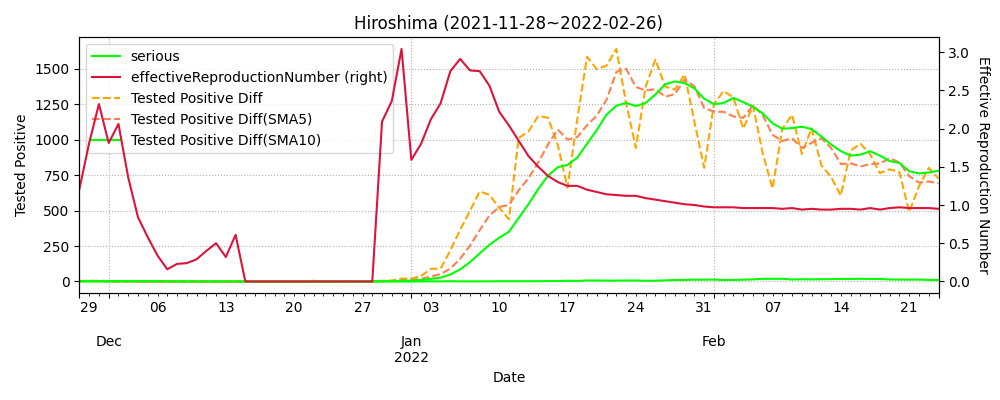 Hiroshima (2021-11-28~2022-02-26)
serious
effectiveReproductionNumber (right)
Tested Positive Diff
Tested Positive Diff(SMA5)
Tested Positive Diff(SMA10)
Tested Positive
1500
1250
1000
750
500
250
0
3.0
2.5
2.0
1.5
1.0
0.5
0.0
Effective Reproduction Number
29 06 13 20 27 03 10 17 24 31 07 14 21
Dec Jan Feb
2022
Date